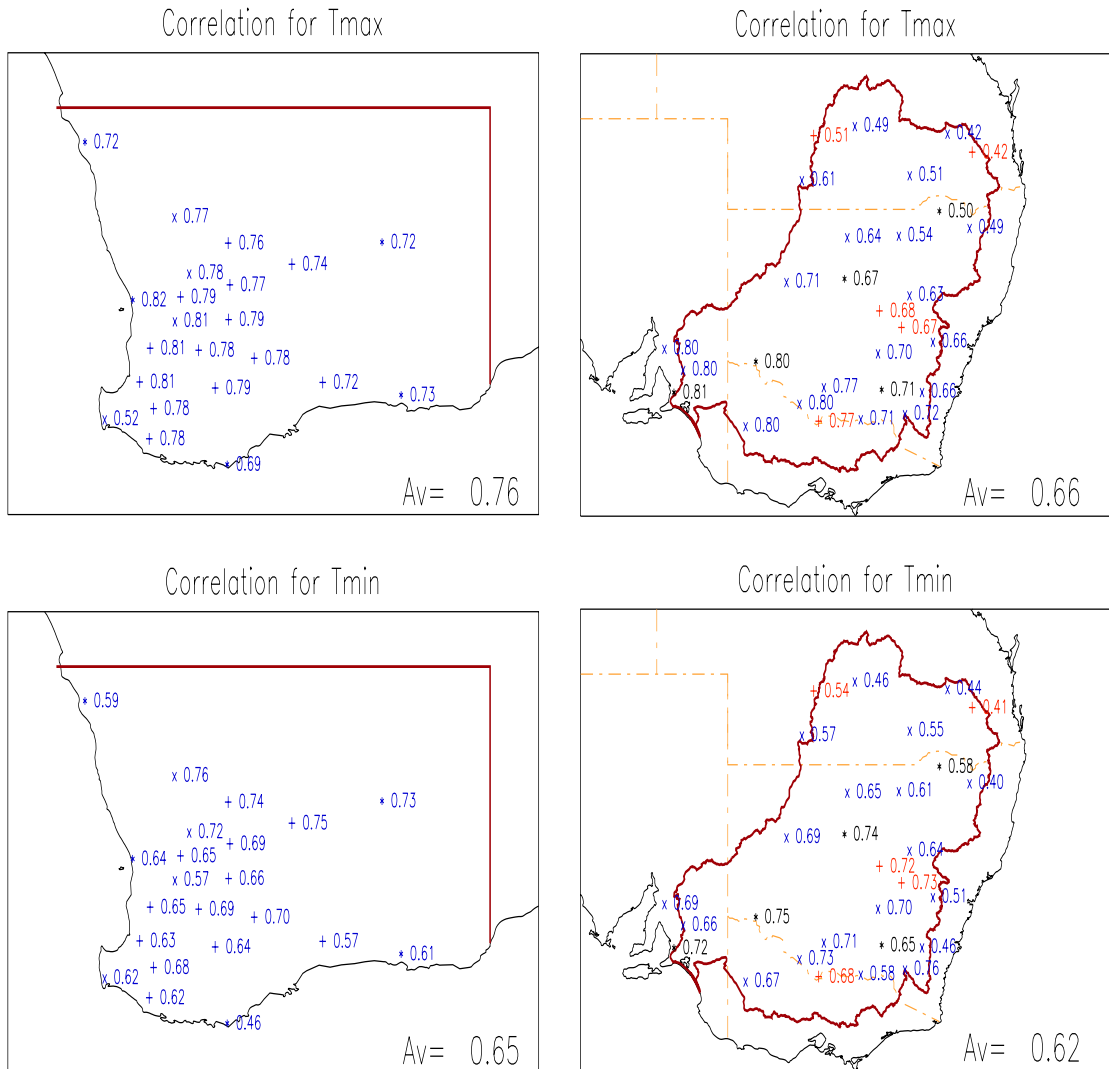 Correlation for Tmax
* 0.72
x 0.77
+ 0.76
* 0.72
+ 0.74
x 0.78
+ 0.77
* 0.82
+ 0.79
x 0.81
+ 0.79
+ 0.81
+ 0.78
+ 0.78
+ 0.81
+ 0.79
+ 0.72
* 0.73
+ 0.78
x 0.52
+ 0.78
* 0.69
Av= 0.76
Correlation for Tmax
x 0.49
+ 0.51
x 0.42
+ 0.42
x 0.61
x 0.51
* 0.50
x 0.49
x 0.64
x 0.54
x 0.71
* 0.67
x 0.63
+ 0.68
+ 0.67
x 0.66
x 0.80
x 0.70
* 0.80
x 0.80
* 0.81
x 0.77
* 0.71
x 0.66
x 0.80
x 0.72
+ 0.77
x 0.71
x 0.80
Av= 0.66
Correlation for Tmin
* 0.59
x 0.76
+ 0.74
* 0.73
+ 0.75
x 0.72
+ 0.69
* 0.64
+ 0.65
x 0.57
+ 0.66
+ 0.65
+ 0.69
+ 0.70
+ 0.63
+ 0.64
+ 0.57
* 0.61
+ 0.68
x 0.62
+ 0.62
* 0.46
Av= 0.65
Correlation for Tmin
x 0.46
+ 0.54
x 0.44
+ 0.41
x 0.57
x 0.55
* 0.58
x 0.40
x 0.65
x 0.61
x 0.69
* 0.74
x 0.64
+ 0.72
+ 0.73
x 0.51
x 0.69
x 0.70
* 0.75
x 0.66
* 0.72
x 0.71
* 0.65
x 0.46
x 0.73
x 0.76
+ 0.68
x 0.58
x 0.67
Av= 0.62